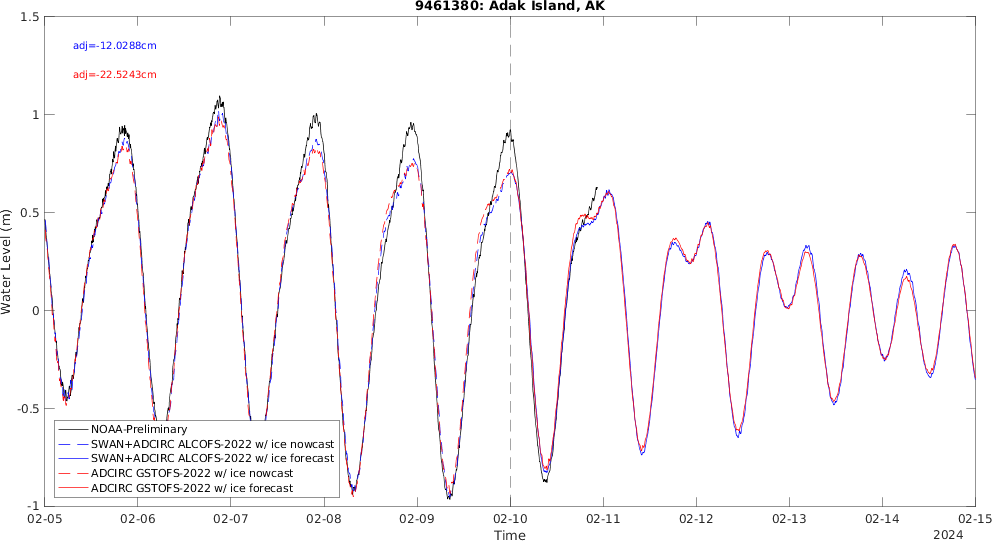 9461380: Adak Island, AK
1.5
1
0.5
0
-0.5
-1
Water Level (m)
adj=-12.0288cm
adj=-22.5243cm
NOAA-Preliminary
SWAN+ADCIRC ALCOFS-2022 w/ ice nowcast
SWAN+ADCIRC ALCOFS-2022 w/ ice forecast
ADCIRC GSTOFS-2022 w/ ice nowcast
ADCIRC GSTOFS-2022 w/ ice forecast
02-05 02-06 02-07 02-08 02-09 02-10 02-11 02-12 02-13 02-14 02-15
Time
2024